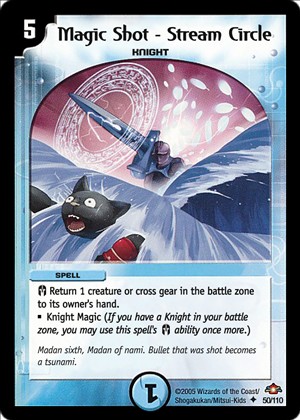 5 Magic Shot - Stream Circle
KNIGHT
SPELL
Return 1 creature or cross gear in the battle zone
to its owner's hand.
■ Knight Magic (If you have a Knight in your battle
zone, you may use this spell's ability once more.)
Madan sixth, Madan of nami. Bullet that was shot becomes
a tsunami.
1
©2005 Wizards of the Coast/
Shogakukan/Mitsui-Kids ✦ 50/110